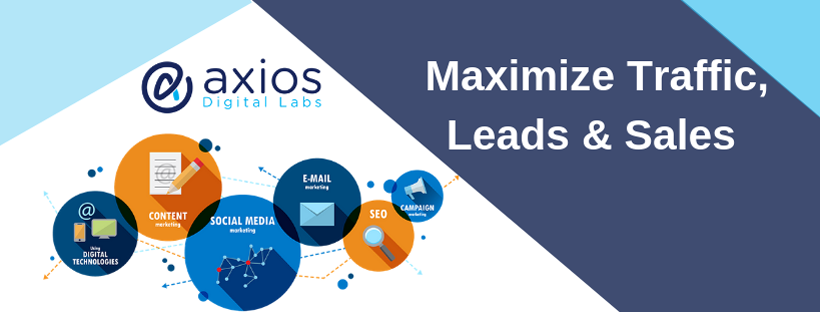 axios
Digital Labs
Maximize Traffic,
Leads & Sales
@
Using
DIGITAL
TECHNOLOGIES
@
CONTENT
marketing
SOCIAL MEDIA
marketing
E-MAIL
marketing
SEO
CAMPAIGN
marketing